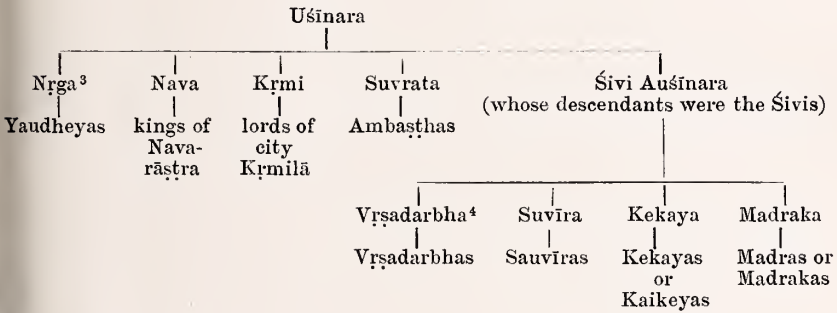 Uśīnara
Nṛga³ Nava Kṛmi Suvrata Śivi Auśīnara
(whose descendants were the Śivis)
Yaudheyas kings of lords of Ambaṣṭhas
Nava- city
rāṣṭra Kṛmilā
Vṛṣadarbha⁴ Suvīra Kekaya Madraka
Vṛṣadarbhas Sauvīras Kekayas Madras or
or Madrakas
Kaikeyas